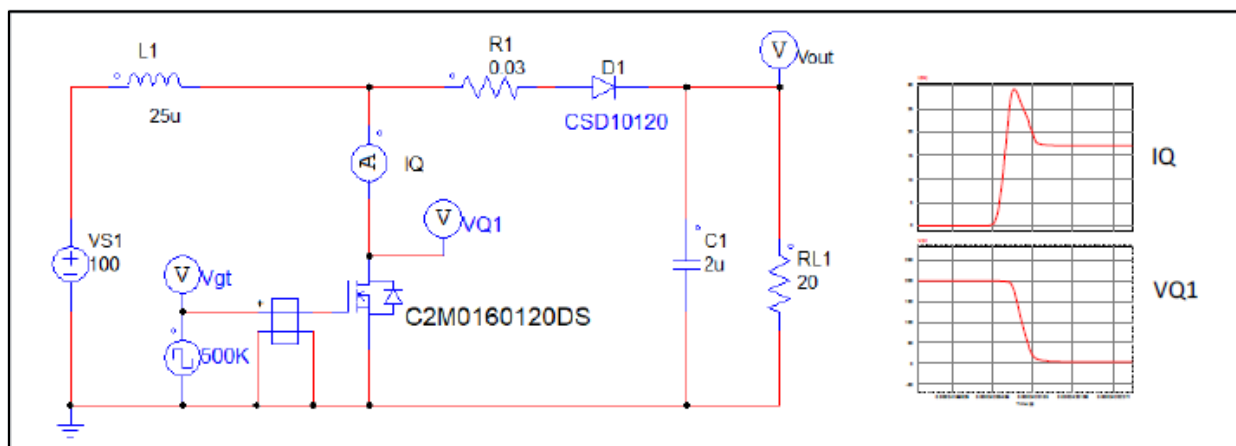 L1
25u
R1
0.03
D1
CSD10120
V
Vout
A
IQ
V
VQ1
VS1
100
V
Vgt
500K
C2M0160120DS
C1
2u
RL1
20
IQ
VQ1